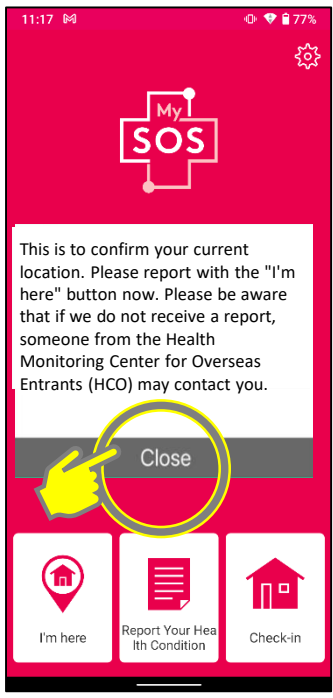 11:17 77%
My
SOS
This is to confirm your current
location. Please report with the "I'm
here" button now. Please be aware
that if we do not receive a report,
someone from the Health
Monitoring Center for Overseas
Entrants (HCO) may contact you.
Close
I'm here
Report Your Hea
lth Condition
Check-in